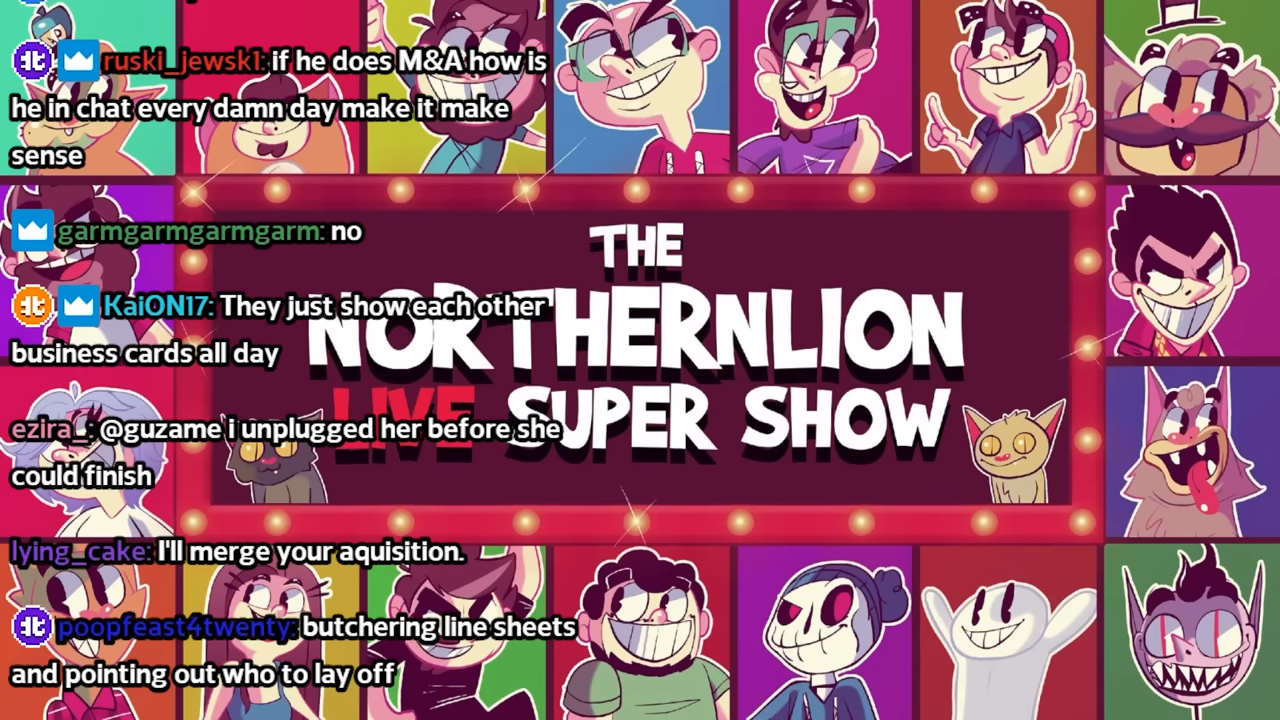 ruski_jewsk1: if he does M&A how is
he in chat every damn day make it make
sense
garmgarmgarmgarm: no
KaiON17: They just show each other
business cards all day
ezira_: @guzame i unplugged her before she
could finish
lying_cake: I'll merge your aquisition.
poopfeast4twenty: butchering line sheets
and pointing out who to lay off
THE
NORTHERNLION
LIVE SUPER SHOW